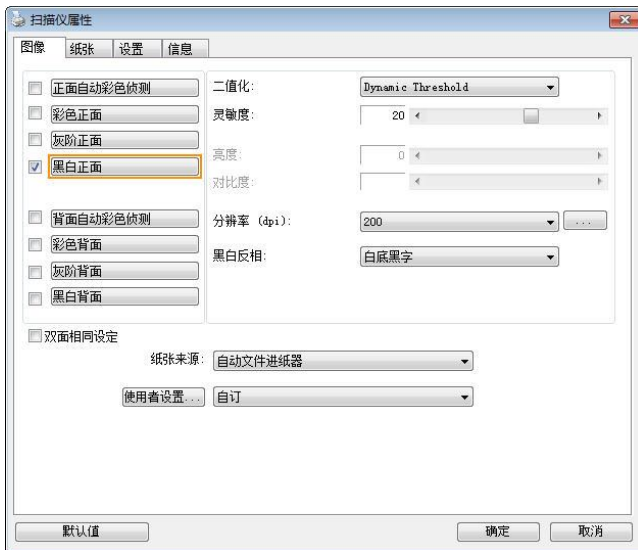 扫描仪属性
图像 纸张 设置 信息
正面自动彩色侦测
彩色正面
灰阶正面
黑白正面
背面自动彩色侦测
彩色背面
灰阶背面
黑白背面
二值化: Dynamic Threshold
灵敏度: 20
亮度: 0
对比度:
分辨率 (dpi): 200 ...
黑白反相: 白底黑字
双面相同设定
纸张来源: 自动文件进纸器
使用者设置... 自订
默认值 确定 取消